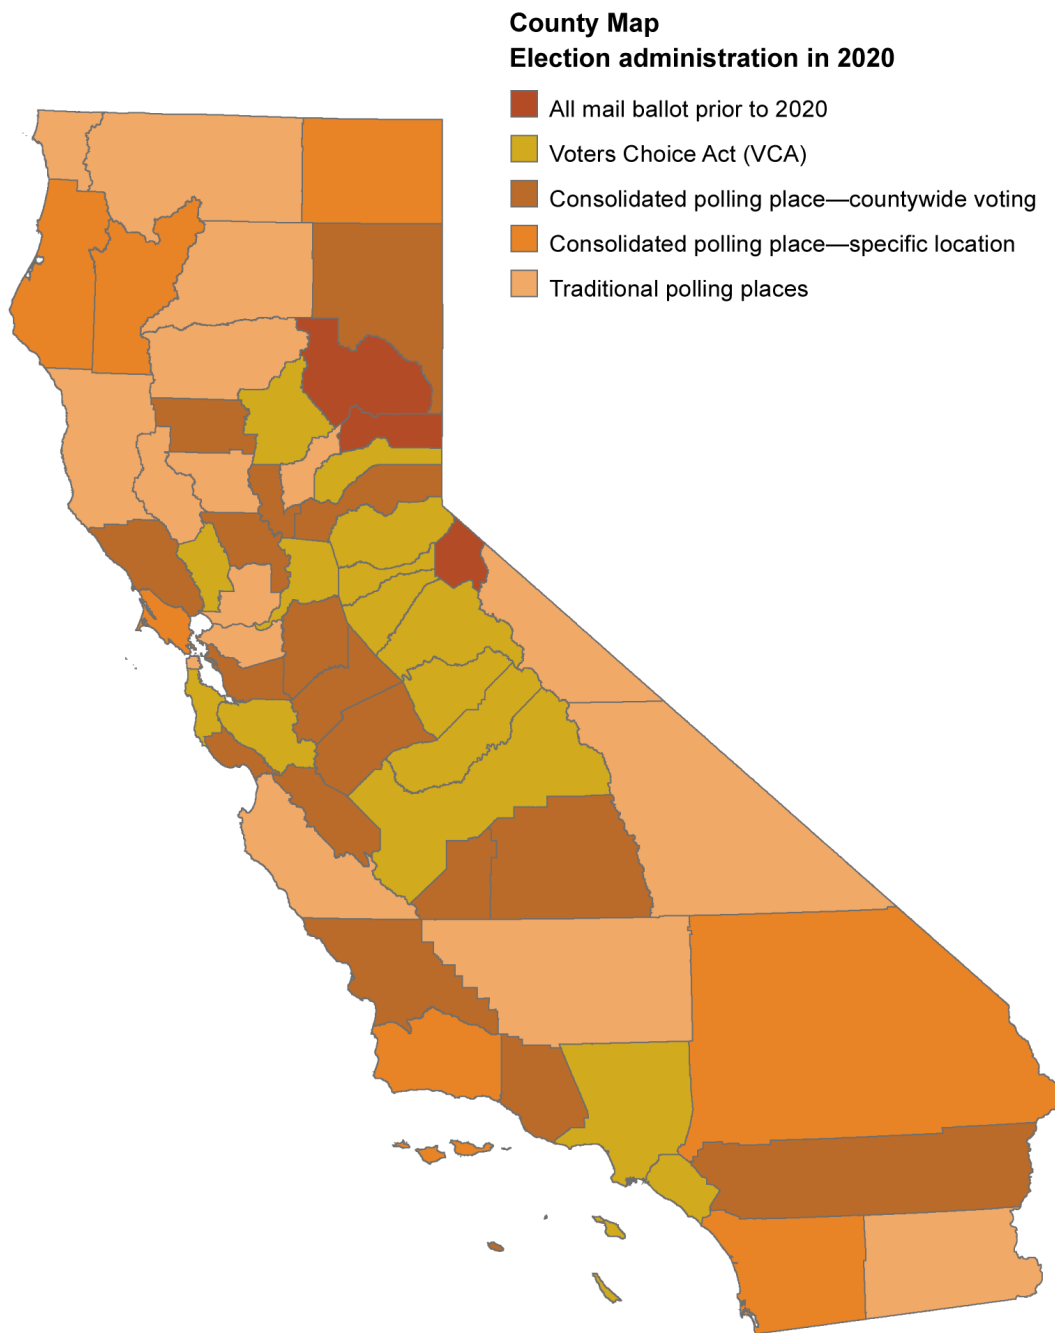 County Map
Election administration in 2020
All mail ballot prior to 2020
Voters Choice Act (VCA)
Consolidated polling place—countywide voting
Consolidated polling place—specific location
Traditional polling places